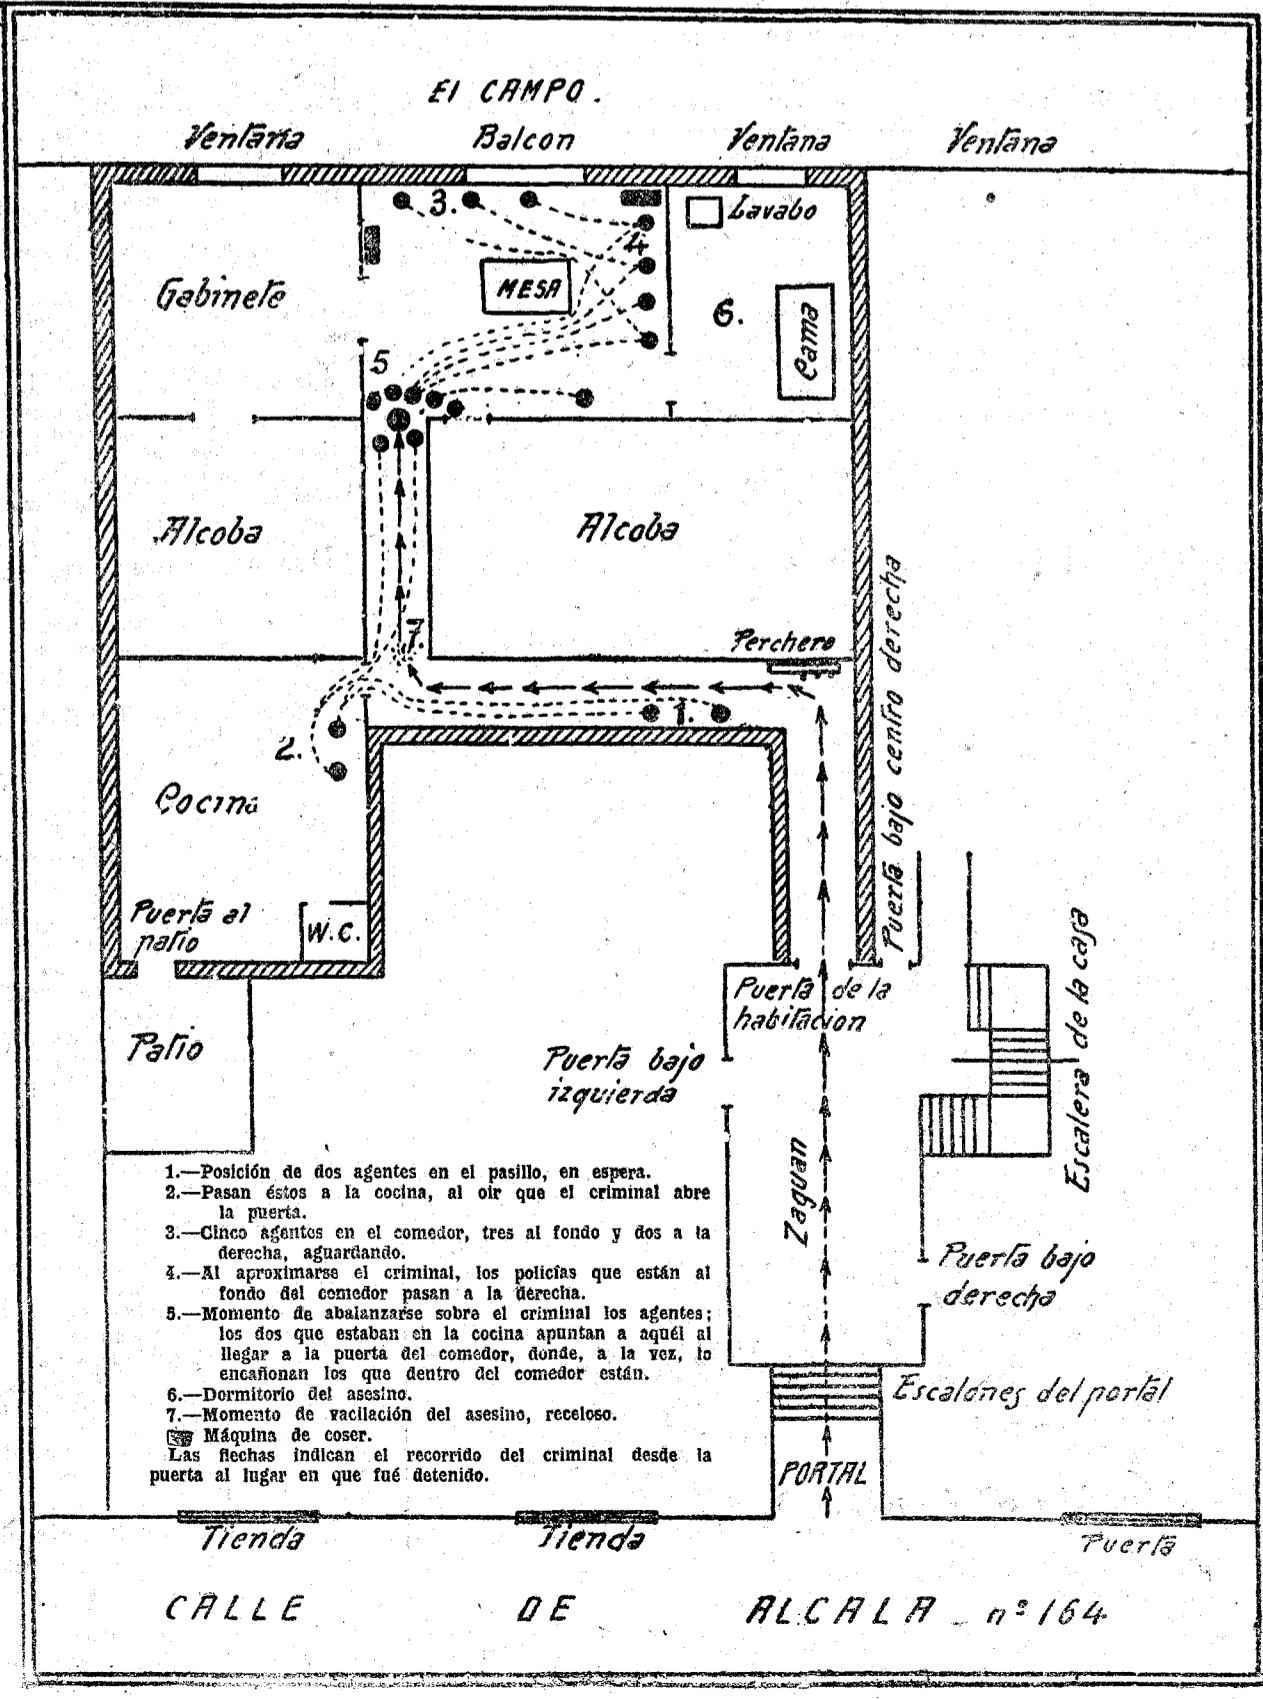 El CAMPO.
Ventana Balcon Ventana Ventana
3.
Lavabo
4
Gabinete
MESA
6.
Cama
5
Alcoba
Alcoba
7.
Perchero
Puerta bajo centro derecha
1.
2.
Cocina
Puerta al
patio
W.C.
Puerta de la
habitacion
Escalera de la casa
Patio
Puerta bajo
izquierda
Zaguan
Puerta bajo
derecha
1.—Posición de dos agentes en el pasillo, en espera.
2.—Pasan éstos a la cocina, al oir que el criminal abre
la puerta.
3.—Cinco agentes en el comedor, tres al fondo y dos a la
derecha, aguardando.
4.—Al aproximarse el criminal, los policías que están al
fondo del comedor pasan a la derecha.
5.—Momento de abalanzarse sobre el criminal los agentes;
los dos que estaban en la cocina apuntan a aquél al
llegar a la puerta del comedor, donde, a la vez, lo
encañonan los que dentro del comedor están.
6.—Dormitorio del asesino.
7.—Momento de vacilación del asesino, receloso.
Máquina de coser.
Las flechas indican el recorrido del criminal desde la
puerta al lugar en que fué detenido.
Escalones del portal
PORTAL
Tienda Tienda Puerta
CALLE DE ALCALA - nº 164